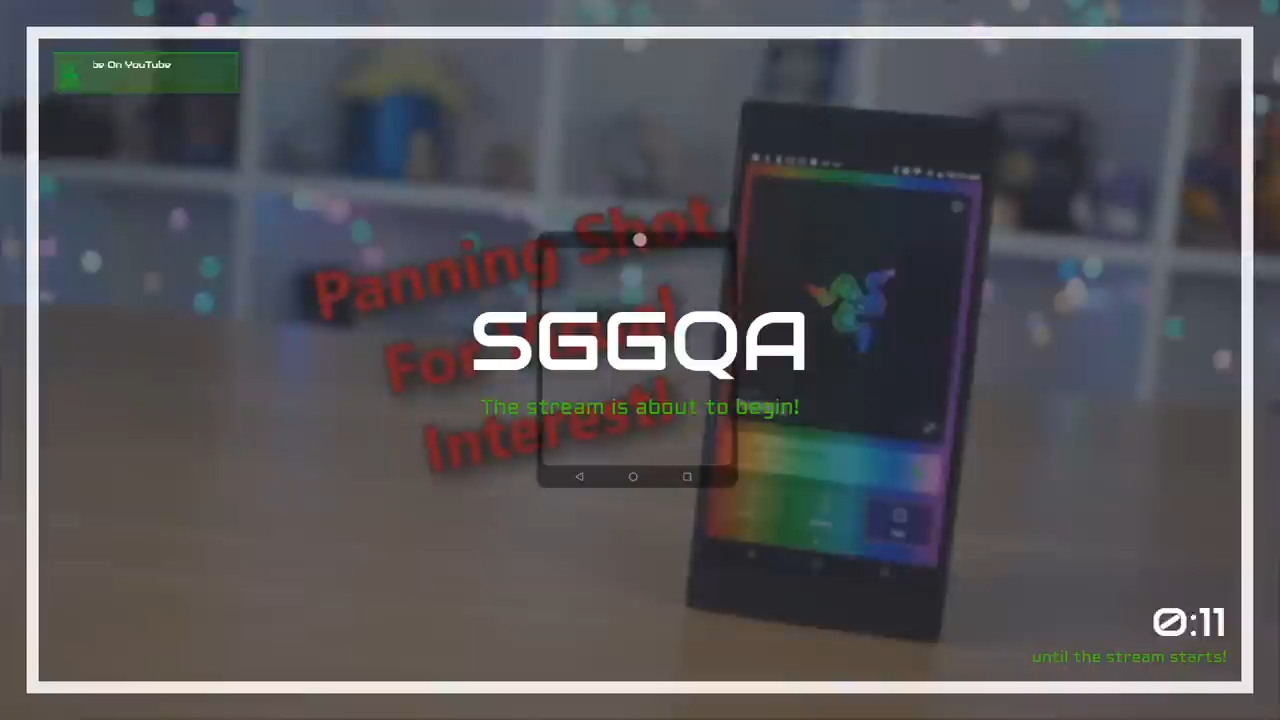 be On YouTube
Panning Shot
For
Interest!
SGGQA
The stream is about to begin!
0:11
until the stream starts!